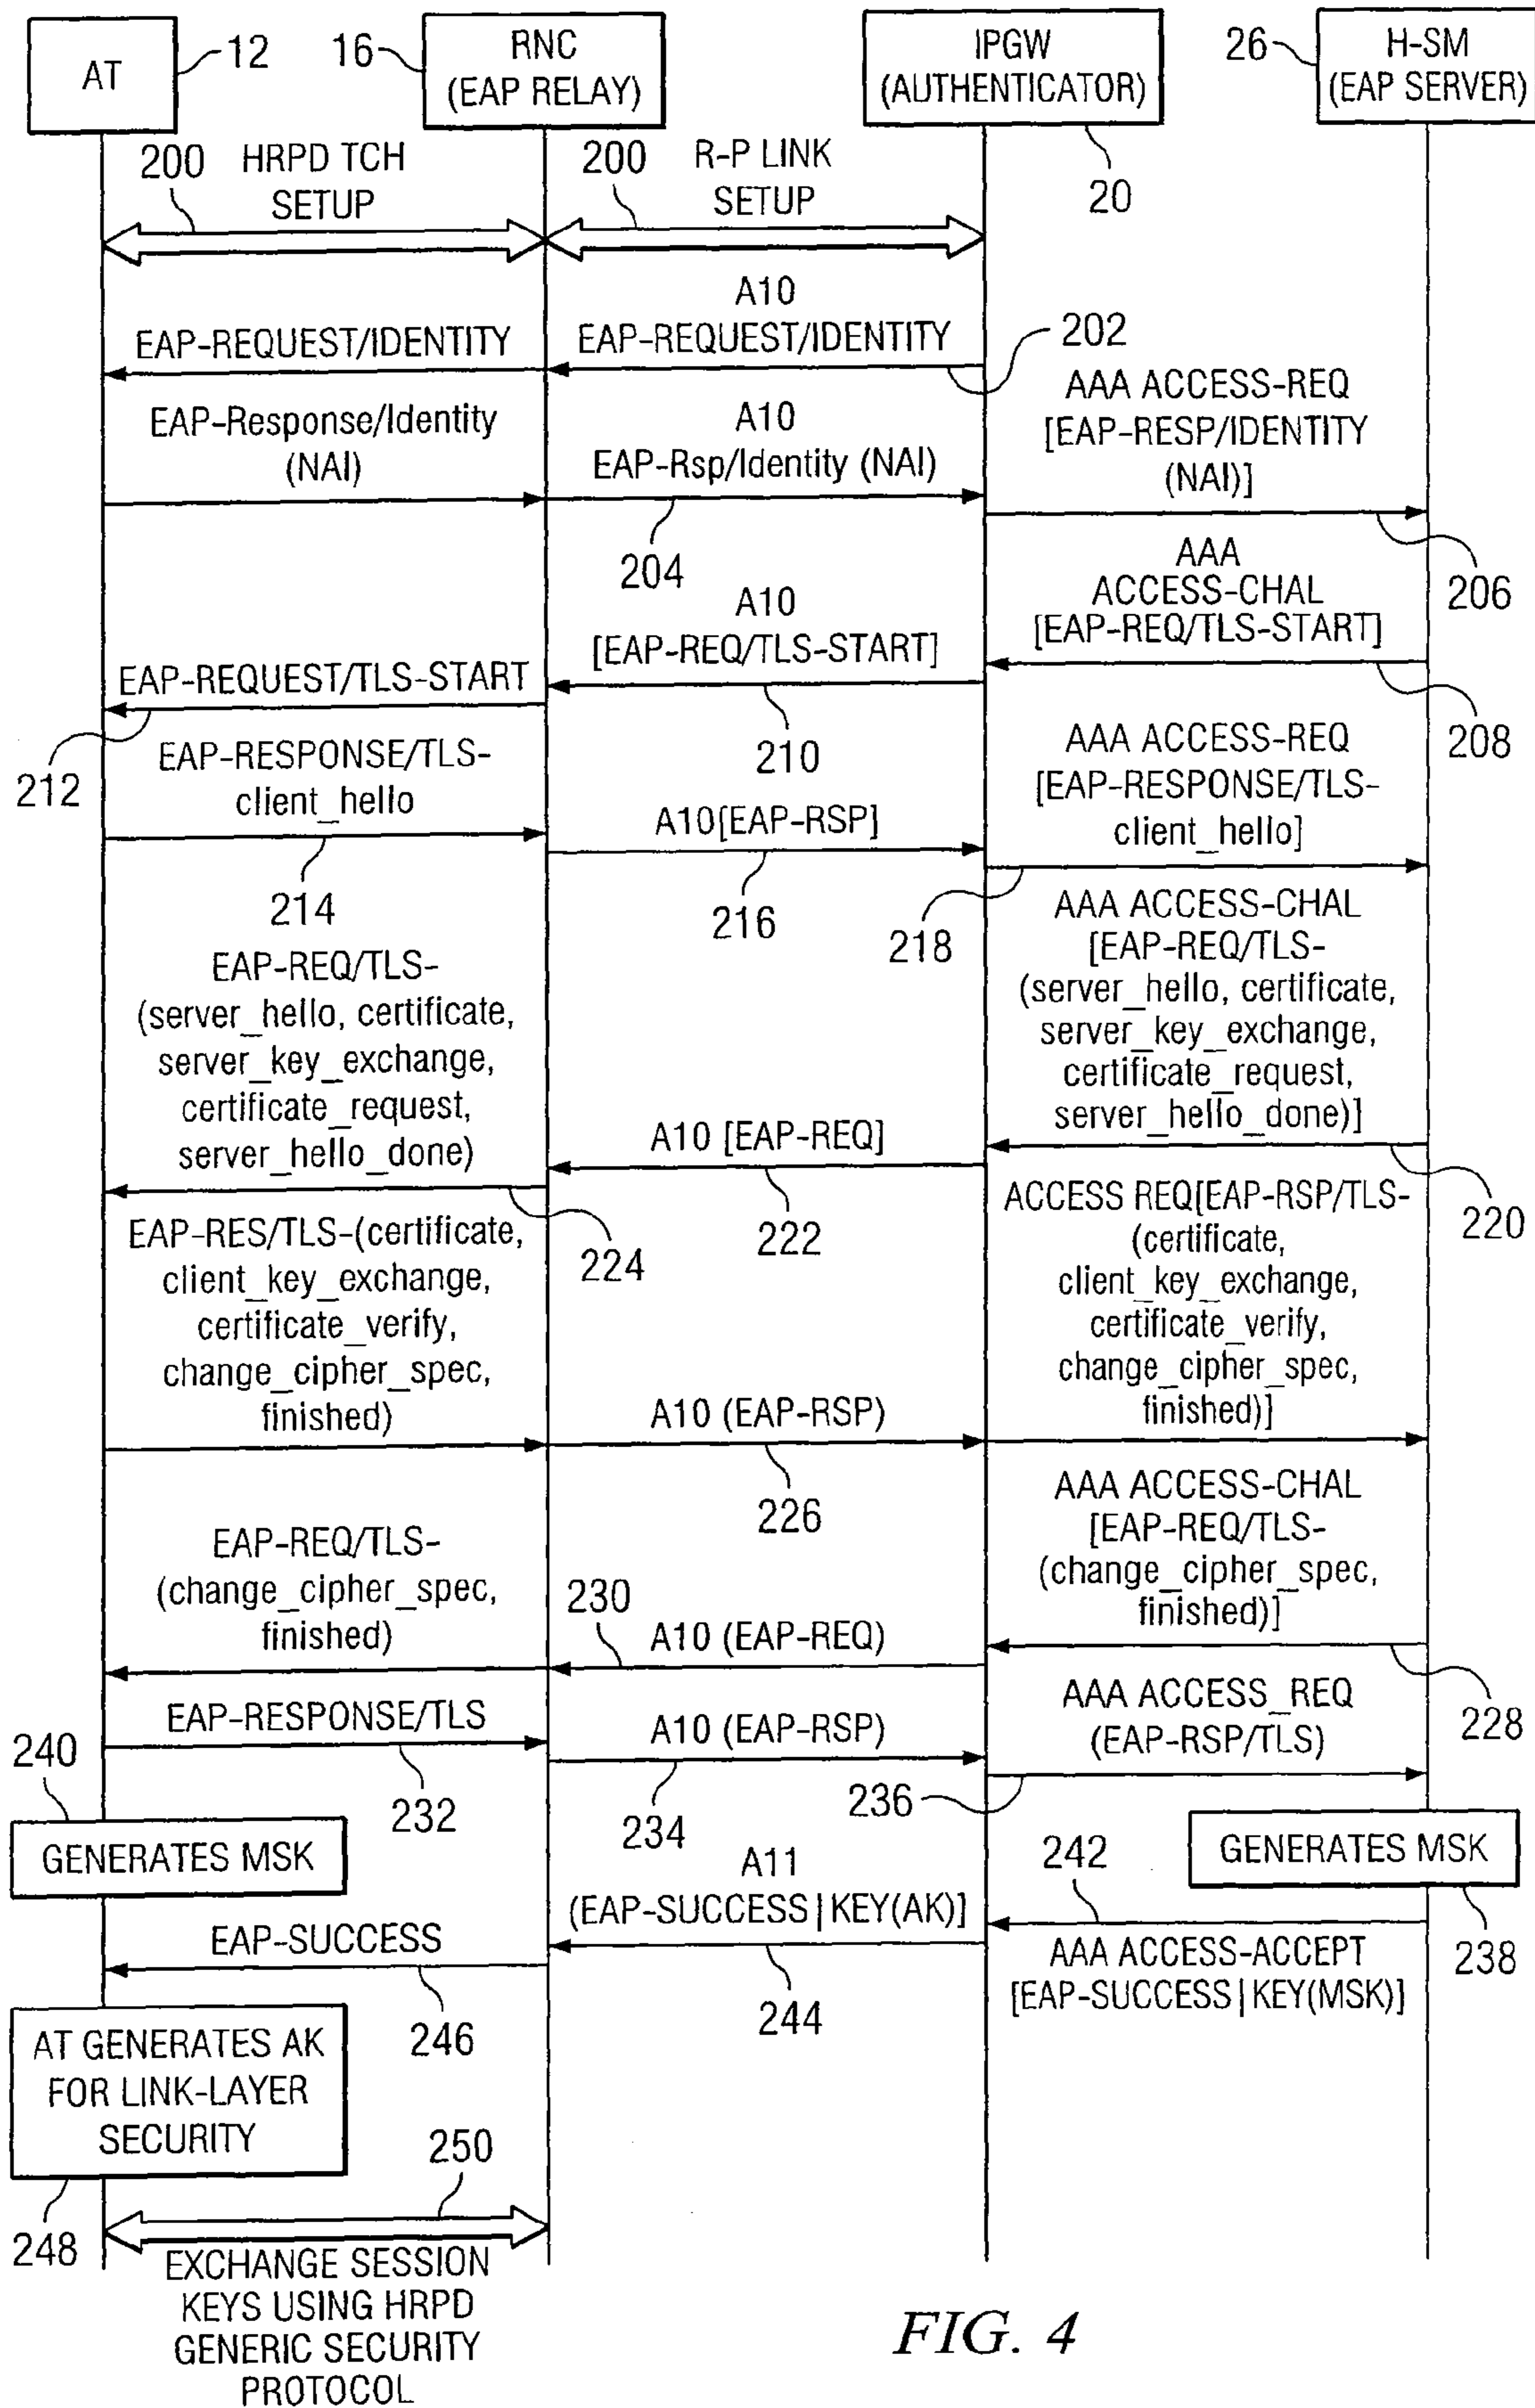 AT
12
16
RNC
(EAP RELAY)
IPGW
(AUTHENTICATOR)
20
26
H-SM
(EAP SERVER)
200
HRPD TCH
SETUP
200
R-P LINK
SETUP
A10
EAP-REQUEST/IDENTITY
EAP-REQUEST/IDENTITY
202
EAP-Response/Identity
(NAI)
A10
EAP-Rsp/Identity (NAI)
204
AAA ACCESS-REQ
[EAP-RESP/IDENTITY
(NAI)]
206
AAA
ACCESS-CHAL
[EAP-REQ/TLS-START]
208
A10
[EAP-REQ/TLS-START]
210
EAP-REQUEST/TLS-START
212
EAP-RESPONSE/TLS-
client_hello
214
A10[EAP-RSP]
216
AAA ACCESS-REQ
[EAP-RESPONSE/TLS-
client_hello]
218
AAA ACCESS-CHAL
[EAP-REQ/TLS-
(server_hello, certificate,
server_key_exchange,
certificate_request,
server_hello_done)]
220
A10 [EAP-REQ]
222
EAP-REQ/TLS-
(server_hello, certificate,
server_key_exchange,
certificate_request,
server_hello_done)
224
EAP-RES/TLS-(certificate,
client_key_exchange,
certificate_verify,
change_cipher_spec,
finished)
A10 (EAP-RSP)
226
ACCESS REQ[EAP-RSP/TLS-
(certificate,
client_key_exchange,
certificate_verify,
change_cipher_spec,
finished)]
AAA ACCESS-CHAL
[EAP-REQ/TLS-
(change_cipher_spec,
finished)]
228
230
A10 (EAP-REQ)
EAP-REQ/TLS-
(change_cipher_spec,
finished)
EAP-RESPONSE/TLS
232
A10 (EAP-RSP)
234
AAA ACCESS_REQ
(EAP-RSP/TLS)
236
240
GENERATES MSK
GENERATES MSK
238
242
AAA ACCESS-ACCEPT
[EAP-SUCCESS|KEY(MSK)]
A11
(EAP-SUCCESS|KEY(AK)]
244
EAP-SUCCESS
246
AT GENERATES AK
FOR LINK-LAYER
SECURITY
248
250
EXCHANGE SESSION
KEYS USING HRPD
GENERIC SECURITY
PROTOCOL
FIG. 4